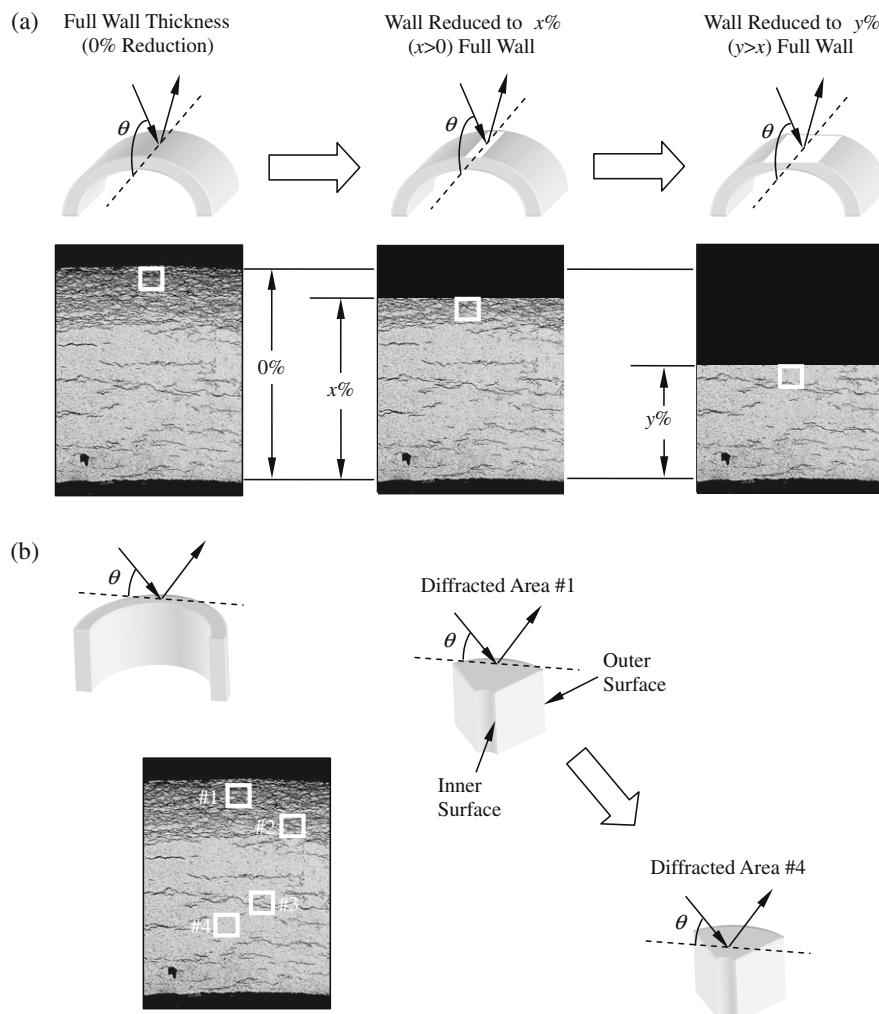 (a)
Full Wall Thickness
(0% Reduction)
Wall Reduced to x%
(x>0) Full Wall
Wall Reduced to y%
(y>x) Full Wall
θ
θ
θ
0%
x%
y%
(b)
θ
Diffracted Area #1
θ
Outer
Surface
Inner
Surface
#1
#2
#3
#4
Diffracted Area #4
θ